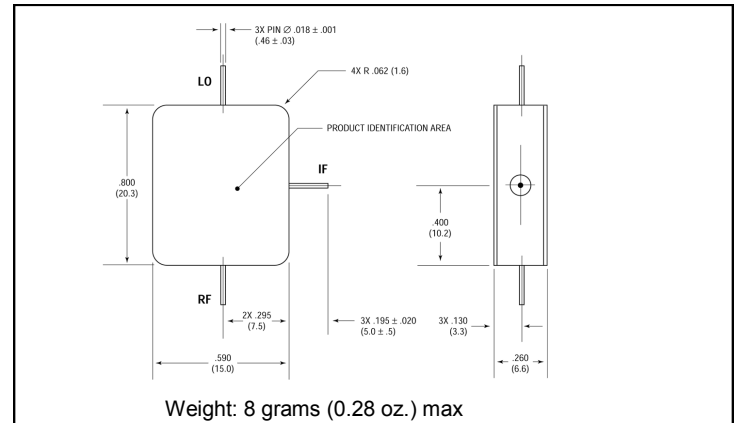 3X PIN Ø .018 ± .001
(.46 ± .03)
LO
4X R .062 (1.6)
PRODUCT IDENTIFICATION AREA
IF
.800
(20.3)
.400
(10.2)
RF
2X .295
(7.5)
3X .195 ± .020
(5.0 ± .5)
3X .130
(3.3)
.590
(15.0)
.260
(6.6)
Weight: 8 grams (0.28 oz.) max